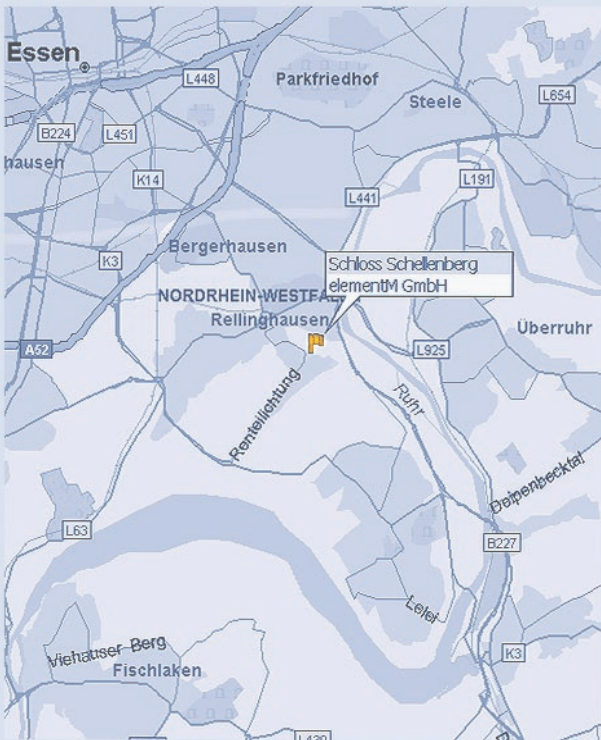 Essen
L448
Parkfriedhof
L654
Steele
B224
L451
hausen
K14
L441
L191
Bergerhausen
K3
Schloss Schellenberg
elementM GmbH
NORDRHEIN-WESTFAL
Rellinghausen
Überruhr
A52
L925
Renteilichtung
Ruhr
Deipenbecktal
L63
B227
Lelei
Viehauser Berg
K3
Fischlaken